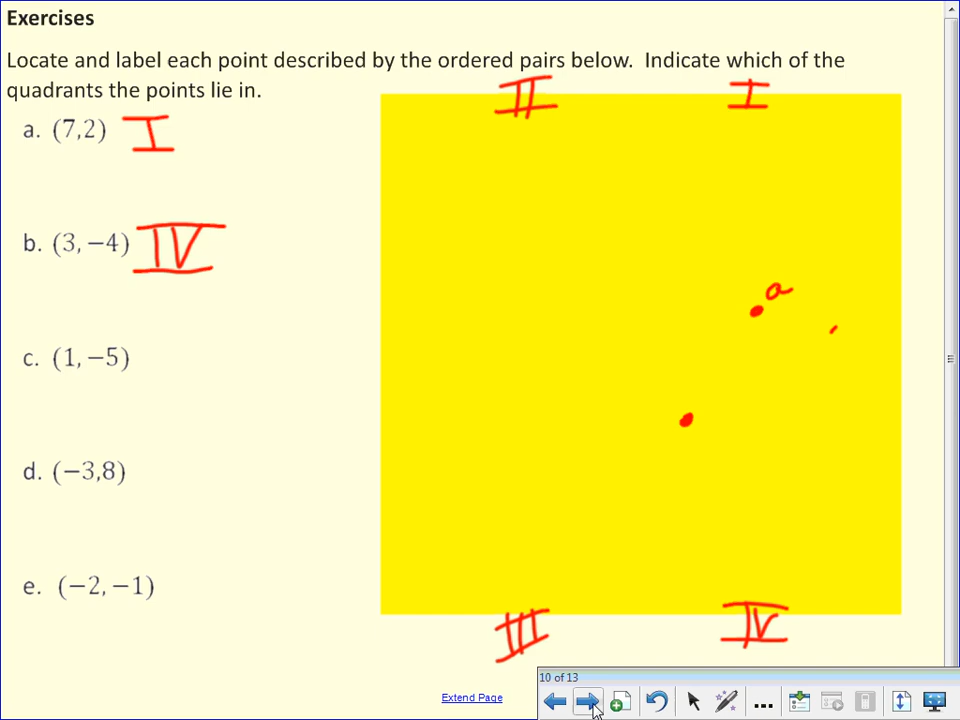 Exercises
Locate and label each point described by the ordered pairs below. Indicate which of the
quadrants the points lie in.
II I
a. (7,2) I
b. (3, −4) IV
a
c. (1, −5)
d. (−3,8)
e. (−2, −1)
III IV
10 of 13
Extend Page
...